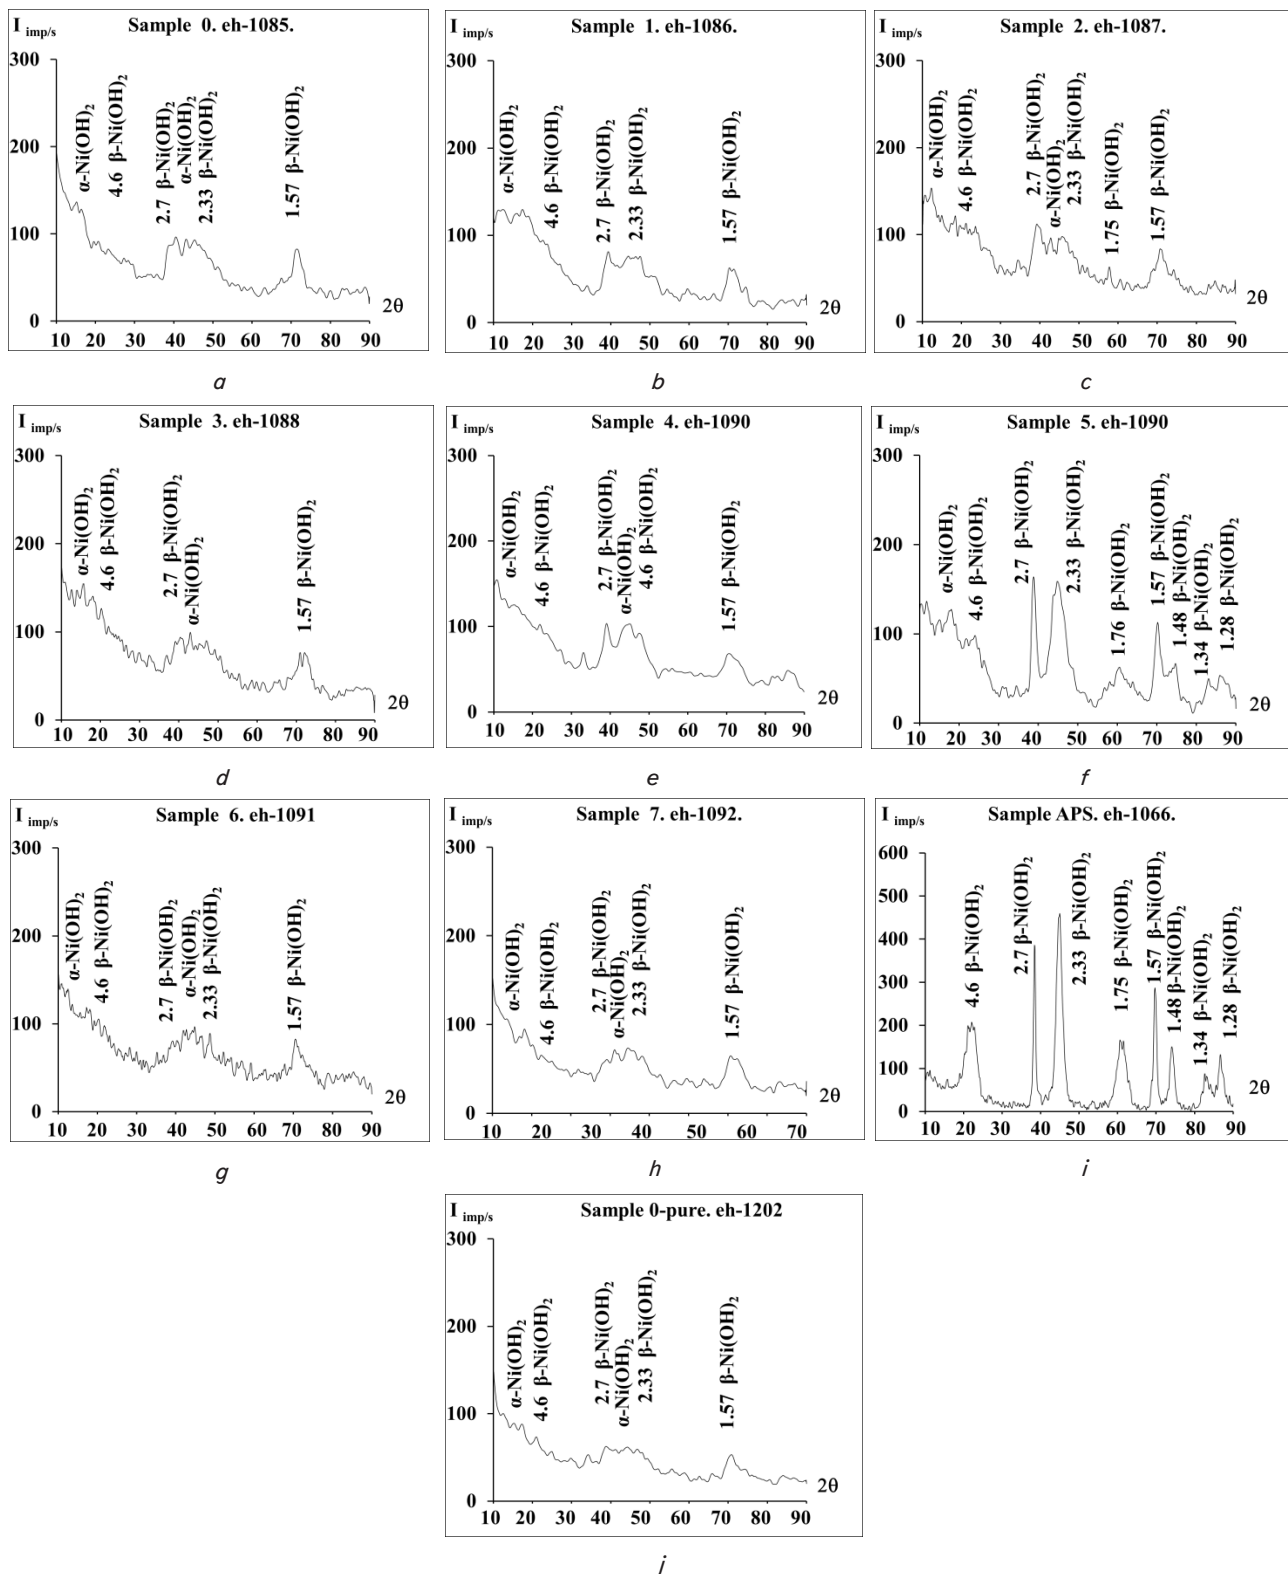 I imp/s Sample 0. eh-1085.
300
200
100
0
α-Ni(OH)2
4.6 β-Ni(OH)2
2.7 β-Ni(OH)2
α-Ni(OH)2
2.33 β-Ni(OH)2
1.57 β-Ni(OH)2
2θ
10 20 30 40 50 60 70 80 90
a
I imp/s Sample 1. eh-1086.
300
200
100
0
α-Ni(OH)2
4.6 β-Ni(OH)2
2.7 β-Ni(OH)2
2.33 β-Ni(OH)2
1.57 β-Ni(OH)2
2θ
10 20 30 40 50 60 70 80 90
b
I imp/s Sample 2. eh-1087.
300
200
100
0
α-Ni(OH)2
4.6 β-Ni(OH)2
2.7 β-Ni(OH)2
α-Ni(OH)2
2.33 β-Ni(OH)2
1.75 β-Ni(OH)2
1.57 β-Ni(OH)2
2θ
10 20 30 40 50 60 70 80 90
c
I imp/s Sample 3. eh-1088
300
200
100
0
α-Ni(OH)2
4.6 β-Ni(OH)2
2.7 β-Ni(OH)2
α-Ni(OH)2
1.57 β-Ni(OH)2
2θ
10 20 30 40 50 60 70 80 90
d
I imp/s Sample 4. eh-1090
300
200
100
0
α-Ni(OH)2
4.6 β-Ni(OH)2
2.7 β-Ni(OH)2
α-Ni(OH)2
4.6 β-Ni(OH)2
1.57 β-Ni(OH)2
2θ
10 20 30 40 50 60 70 80 90
e
I imp/s Sample 5. eh-1090
300
200
100
0
α-Ni(OH)2
4.6 β-Ni(OH)2
2.7 β-Ni(OH)2
2.33 β-Ni(OH)2
1.76 β-Ni(OH)2
1.57 β-Ni(OH)2
1.48 β-Ni(OH)2
1.34 β-Ni(OH)2
1.28 β-Ni(OH)2
2θ
10 20 30 40 50 60 70 80 90
f
I imp/s Sample 6. eh-1091
300
200
100
0
α-Ni(OH)2
4.6 β-Ni(OH)2
2.7 β-Ni(OH)2
α-Ni(OH)2
2.33 β-Ni(OH)2
1.57 β-Ni(OH)2
2θ
10 20 30 40 50 60 70 80 90
g
I imp/s Sample 7. eh-1092.
300
200
100
0
α-Ni(OH)2
4.6 β-Ni(OH)2
2.7 β-Ni(OH)2
α-Ni(OH)2
2.33 β-Ni(OH)2
1.57 β-Ni(OH)2
2θ
10 20 30 40 50 60 70
h
I imp/s Sample APS. eh-1066.
600
500
400
300
200
100
0
4.6 β-Ni(OH)2
2.7 β-Ni(OH)2
2.33 β-Ni(OH)2
1.75 β-Ni(OH)2
1.57 β-Ni(OH)2
1.48 β-Ni(OH)2
1.34 β-Ni(OH)2
1.28 β-Ni(OH)2
2θ
10 20 30 40 50 60 70 80 90
i
I imp/s Sample 0-pure. eh-1202
300
200
100
0
α-Ni(OH)2
4.6 β-Ni(OH)2
2.7 β-Ni(OH)2
α-Ni(OH)2
2.33 β-Ni(OH)2
1.57 β-Ni(OH)2
2θ
10 20 30 40 50 60 70 80 90
j